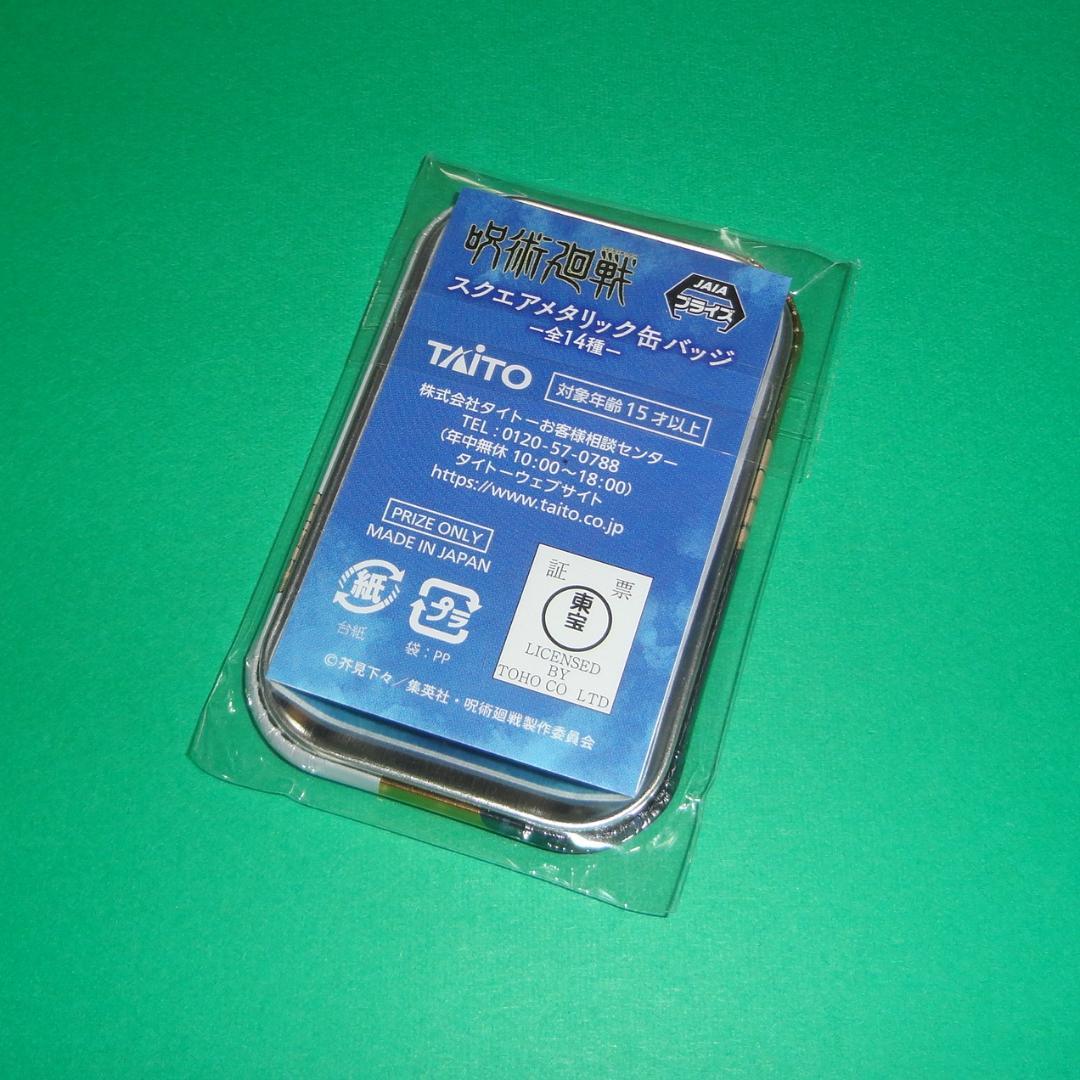 呪術廻戦
JAIA
プライズ
スクエアメタリック缶バッジ
ー全14種ー
TAITO
対象年齢15才以上
株式会社タイトーお客様相談センター
TEL:0120-57-0788
(年中無休 10:00〜18:00)
タイトーウェブサイト
https://www.taito.co.jp
PRIZE ONLY
MADE IN JAPAN
紙
台紙
プラ
袋:PP
証票
東宝
LICENSED
BY
TOHO CO LTD
©芥見下々/集英社・呪術廻戦製作委員会